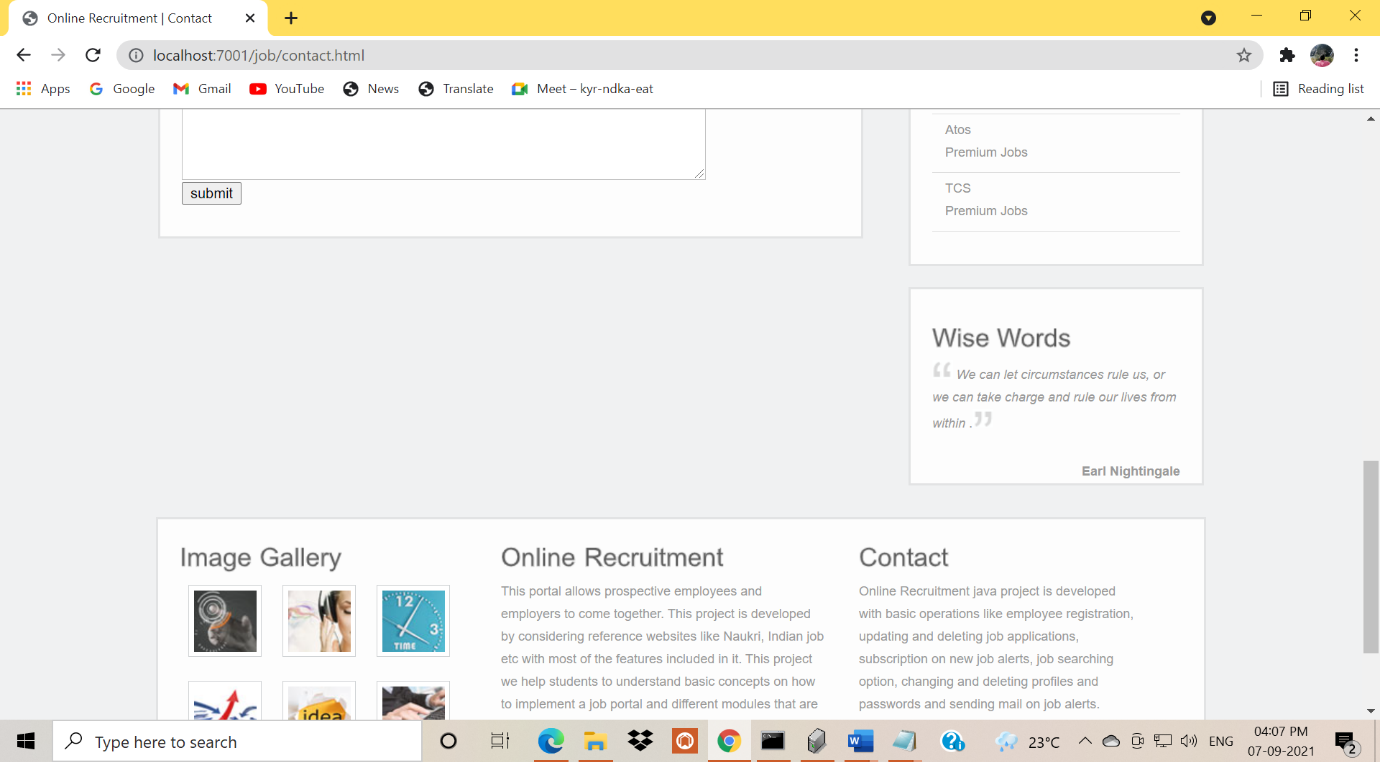 Online Recruitment | Contact
localhost:7001/job/contact.html
Apps Google Gmail YouTube News Translate Meet – kyr-ndka-eat Reading list
submit
Atos
Premium Jobs
TCS
Premium Jobs
Wise Words
“ We can let circumstances rule us, or
we can take charge and rule our lives from
within .”
Earl Nightingale
Image Gallery
12
3
TIME
idea
Online Recruitment
This portal allows prospective employees and
employers to come together. This project is developed
by considering reference websites like Naukri, Indian job
etc with most of the features included in it. This project
we help students to understand basic concepts on how
to implement a job portal and different modules that are
Contact
Online Recruitment java project is developed
with basic operations like employee registration,
updating and deleting job applications,
subscription on new job alerts, job searching
option, changing and deleting profiles and
passwords and sending mail on job alerts.
Type here to search
23°C
ENG
04:07 PM
07-09-2021
2